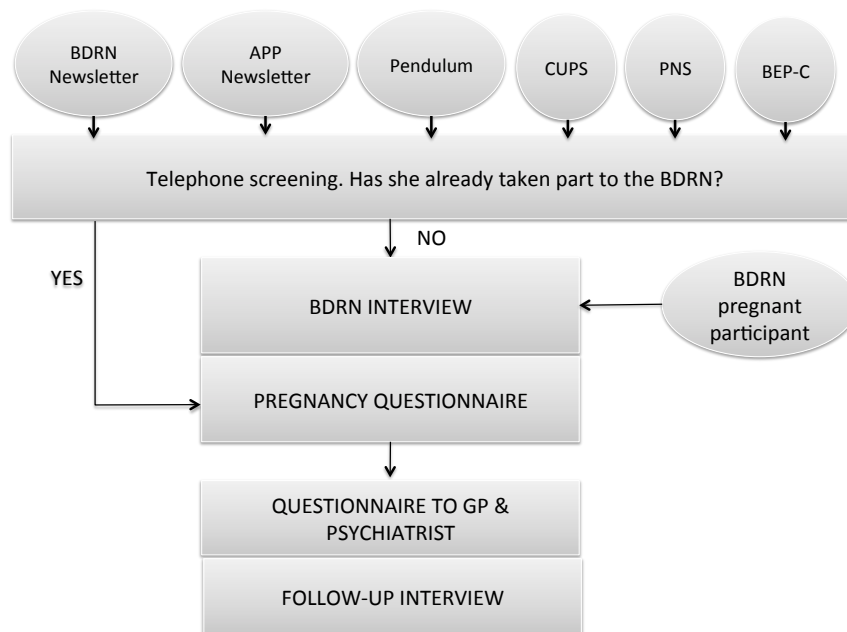 BDRN
Newsletter
APP
Newsletter
Pendulum
CUPS
PNS
BEP-C
Telephone screening. Has she already taken part to the BDRN?
NO
YES
BDRN INTERVIEW
BDRN
pregnant
participant
PREGNANCY QUESTIONNAIRE
QUESTIONNAIRE TO GP &
PSYCHIATRIST
FOLLOW-UP INTERVIEW